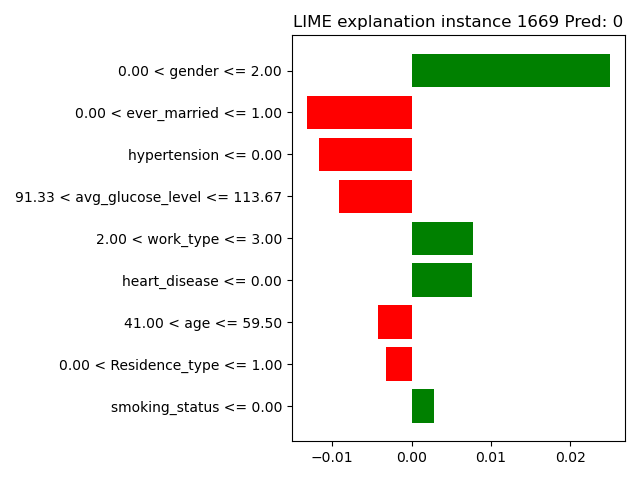 LIME explanation instance 1669 Pred: 0
0.00 < gender <= 2.00
0.00 < ever_married <= 1.00
hypertension <= 0.00
91.33 < avg_glucose_level <= 113.67
2.00 < work_type <= 3.00
heart_disease <= 0.00
41.00 < age <= 59.50
0.00 < Residence_type <= 1.00
smoking_status <= 0.00
−0.01 0.00 0.01 0.02